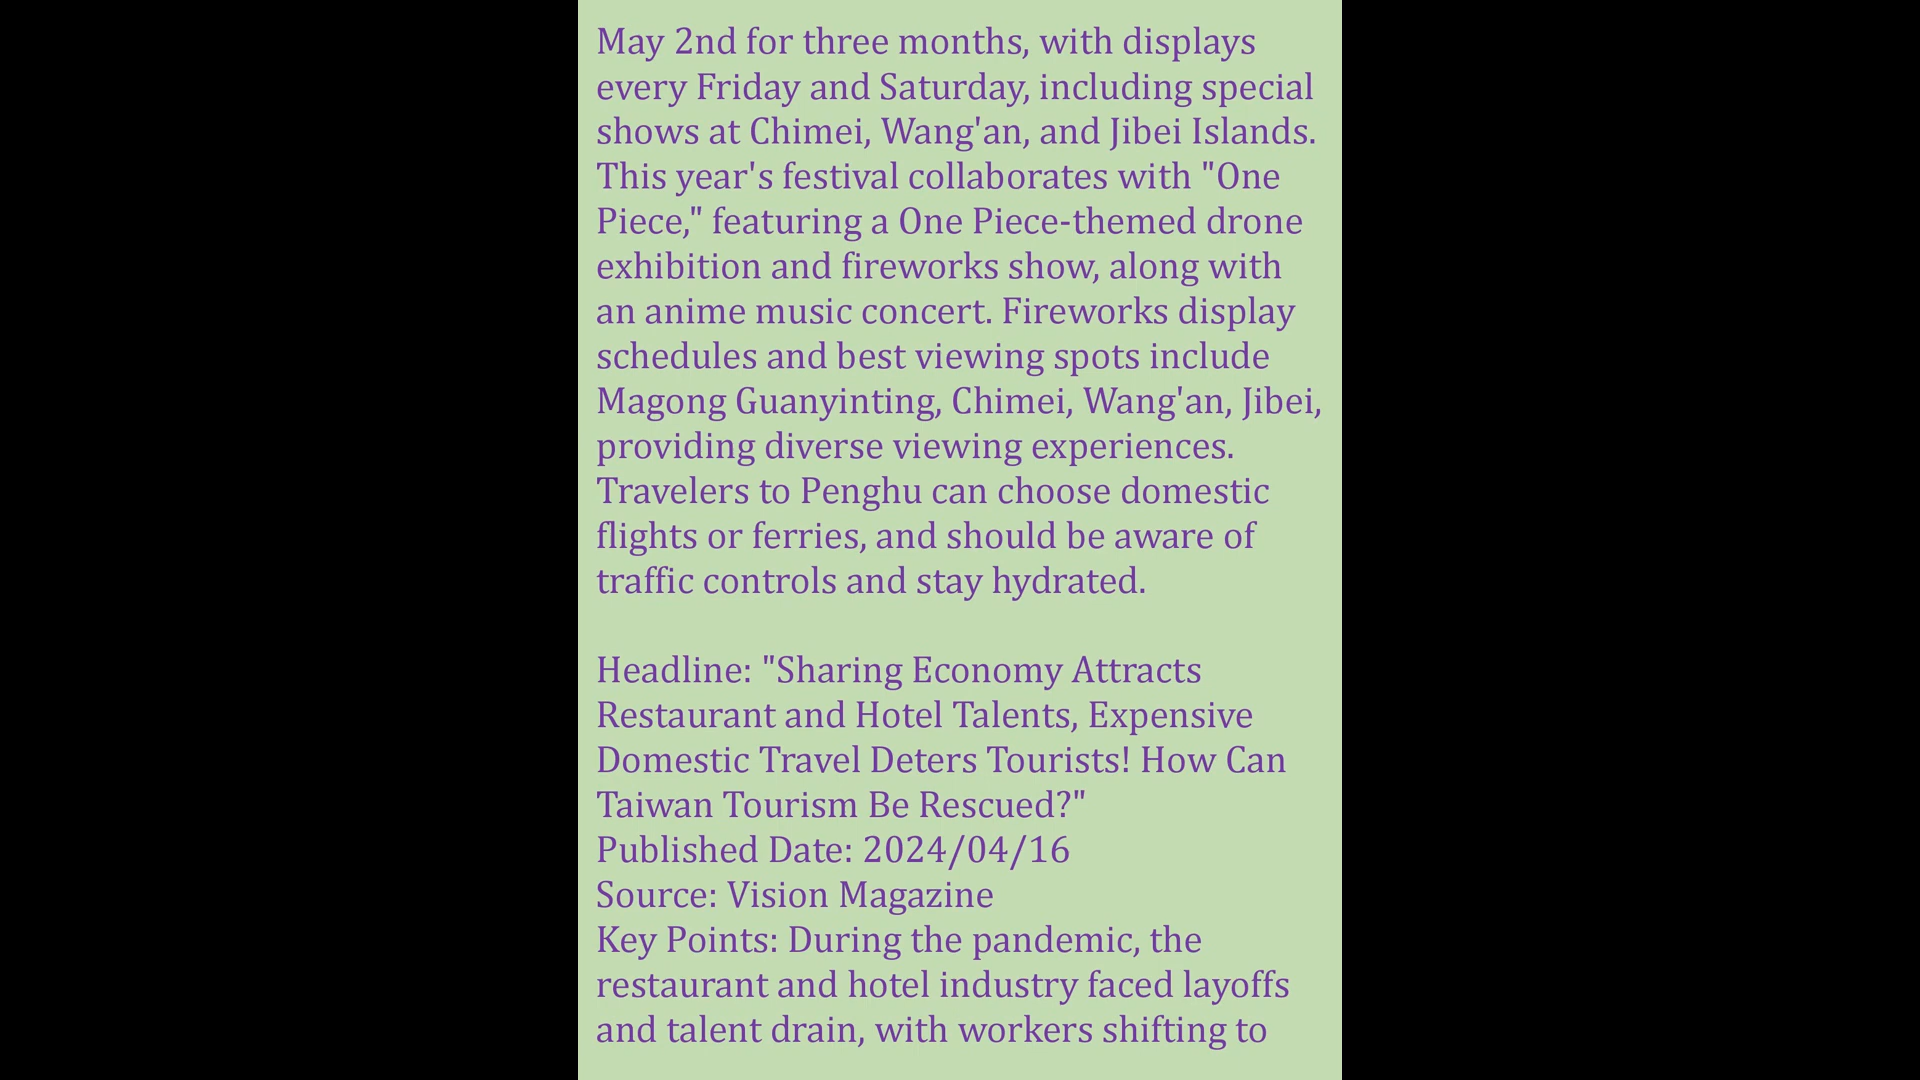 May 2nd for three months, with displays
every Friday and Saturday, including special
shows at Chimei, Wang'an, and Jibei Islands.
This year's festival collaborates with "One
Piece," featuring a One Piece-themed drone
exhibition and fireworks show, along with
an anime music concert. Fireworks display
schedules and best viewing spots include
Magong Guanyinting, Chimei, Wang'an, Jibei,
providing diverse viewing experiences.
Travelers to Penghu can choose domestic
flights or ferries, and should be aware of
traffic controls and stay hydrated.
Headline: "Sharing Economy Attracts
Restaurant and Hotel Talents, Expensive
Domestic Travel Deters Tourists! How Can
Taiwan Tourism Be Rescued?"
Published Date: 2024/04/16
Source: Vision Magazine
Key Points: During the pandemic, the
restaurant and hotel industry faced layoffs
and talent drain, with workers shifting to